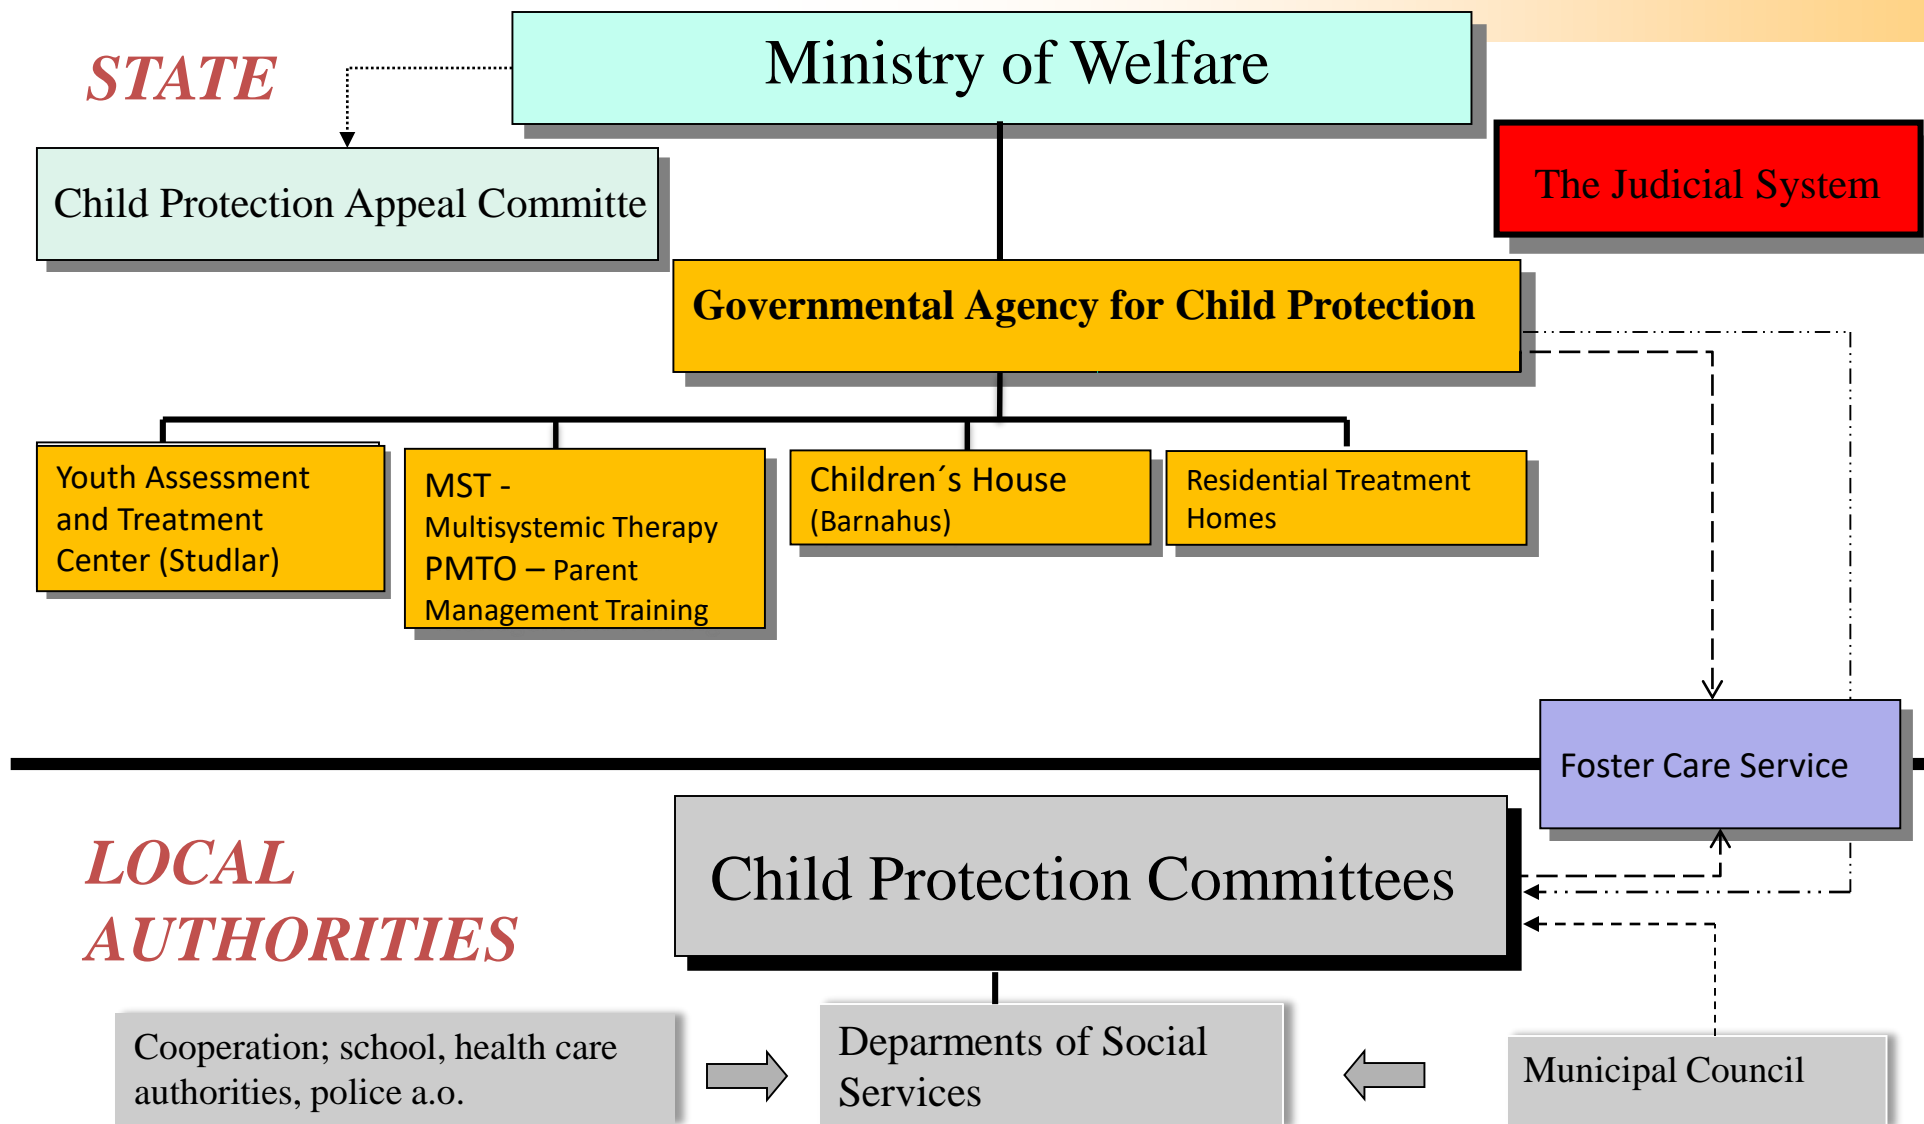 STATE
Ministry of Welfare
Child Protection Appeal Committe
The Judicial System
Governmental Agency for Child Protection
Youth Assessment
and Treatment
Center (Studlar)
MST -
Multisystemic Therapy
PMTO – Parent
Management Training
Children´s House
(Barnahus)
Residential Treatment
Homes
Foster Care Service
LOCAL
AUTHORITIES
Child Protection Committees
Cooperation; school, health care
authorities, police a.o.
Deparments of Social
Services
Municipal Council